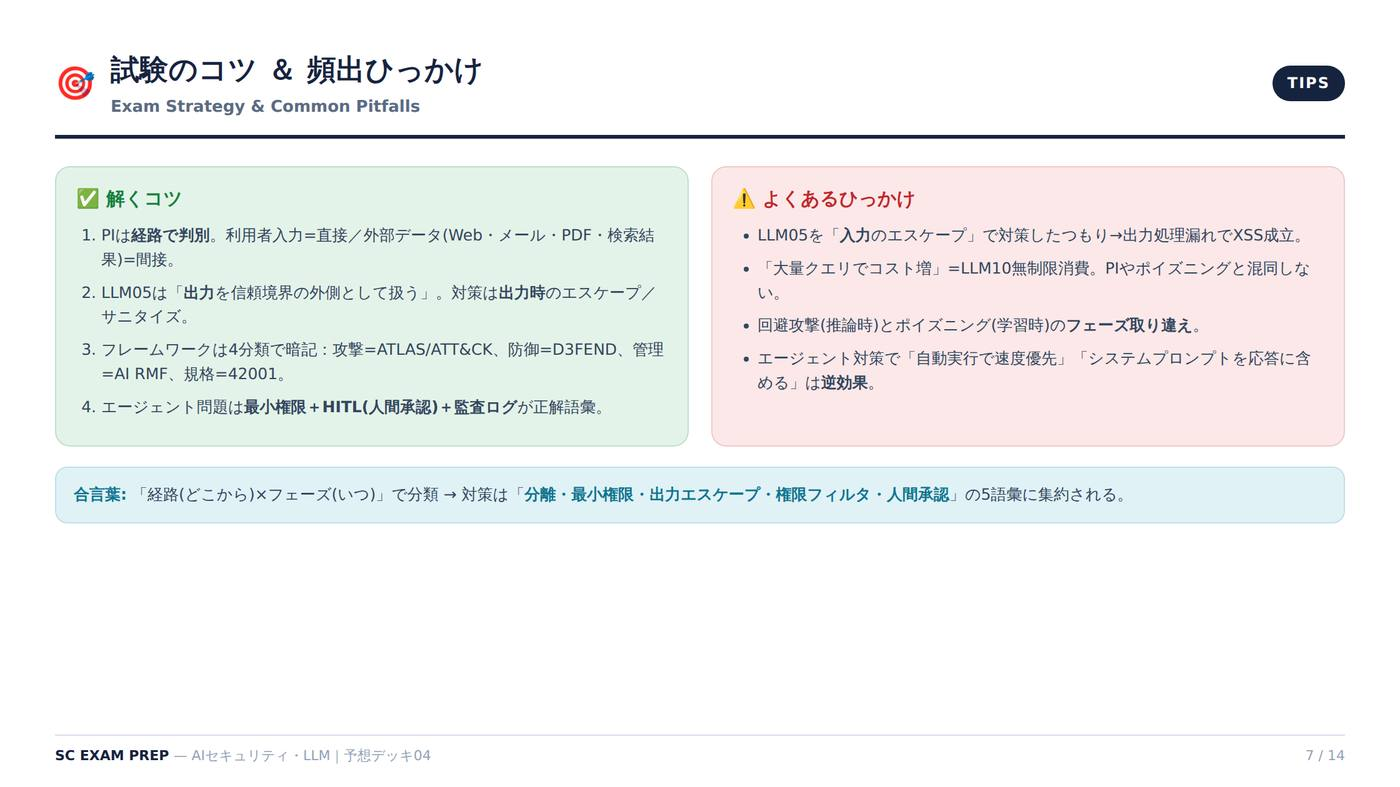 🎯 試験のコツ ＆ 頻出ひっかけ
Exam Strategy & Common Pitfalls
TIPS
✅ 解くコツ
1. PIは経路で判別。利用者入力=直接／外部データ(Web・メール・PDF・検索結
果)=間接。
2. LLM05は「出力を信頼境界の外側として扱う」。対策は出力時のエスケープ／
サニタイズ。
3. フレームワークは4分類で暗記：攻撃=ATLAS/ATT&CK、防御=D3FEND、管理
=AI RMF、規格=42001。
4. エージェント問題は最小権限＋HITL(人間承認)＋監査ログが正解語彙。
⚠️ よくあるひっかけ
• LLM05を「入力のエスケープ」で対策したつもり→出力処理漏れでXSS成立。
• 「大量クエリでコスト増」=LLM10無制限消費。PIやポイズニングと混同しな
い。
• 回避攻撃(推論時)とポイズニング(学習時)のフェーズ取り違え。
• エージェント対策で「自動実行で速度優先」「システムプロンプトを応答に含
める」は逆効果。
合言葉: 「経路(どこから)×フェーズ(いつ)」で分類 → 対策は「分離・最小権限・出力エスケープ・権限フィルタ・人間承認」の5語彙に集約される。
SC EXAM PREP — AIセキュリティ・LLM｜予想デッキ04
7 / 14